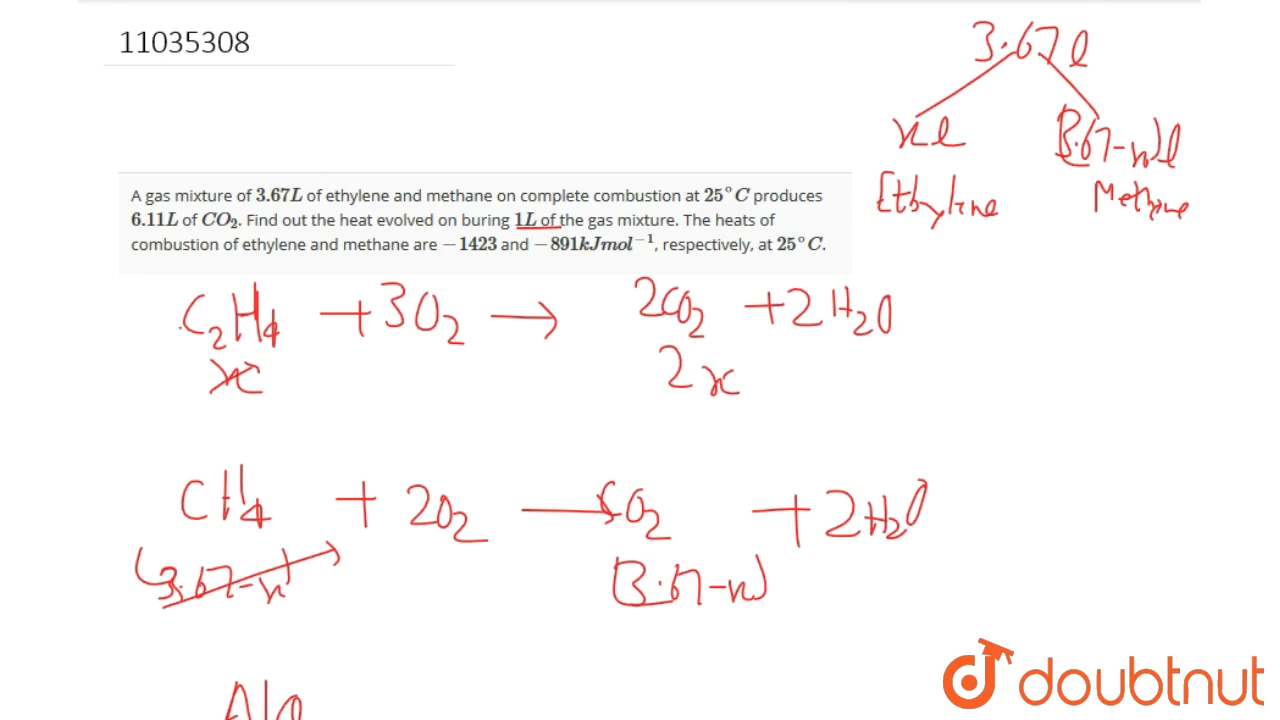 11035308
3.67 l
x l
(3.67-x) l
Ethylene
Methane
A gas mixture of 3.67L of ethylene and methane on complete combustion at 25°C produces
6.11L of CO₂. Find out the heat evolved on buring 1L of the gas mixture. The heats of
combustion of ethylene and methane are −1423 and −891kJmol⁻¹, respectively, at 25°C.
C₂H₄ + 3O₂ → 2CO₂ + 2H₂O
x 2x
CH₄ + 2O₂ → CO₂ + 2H₂O
(3.67-x) (3.67-x)
doubtnut